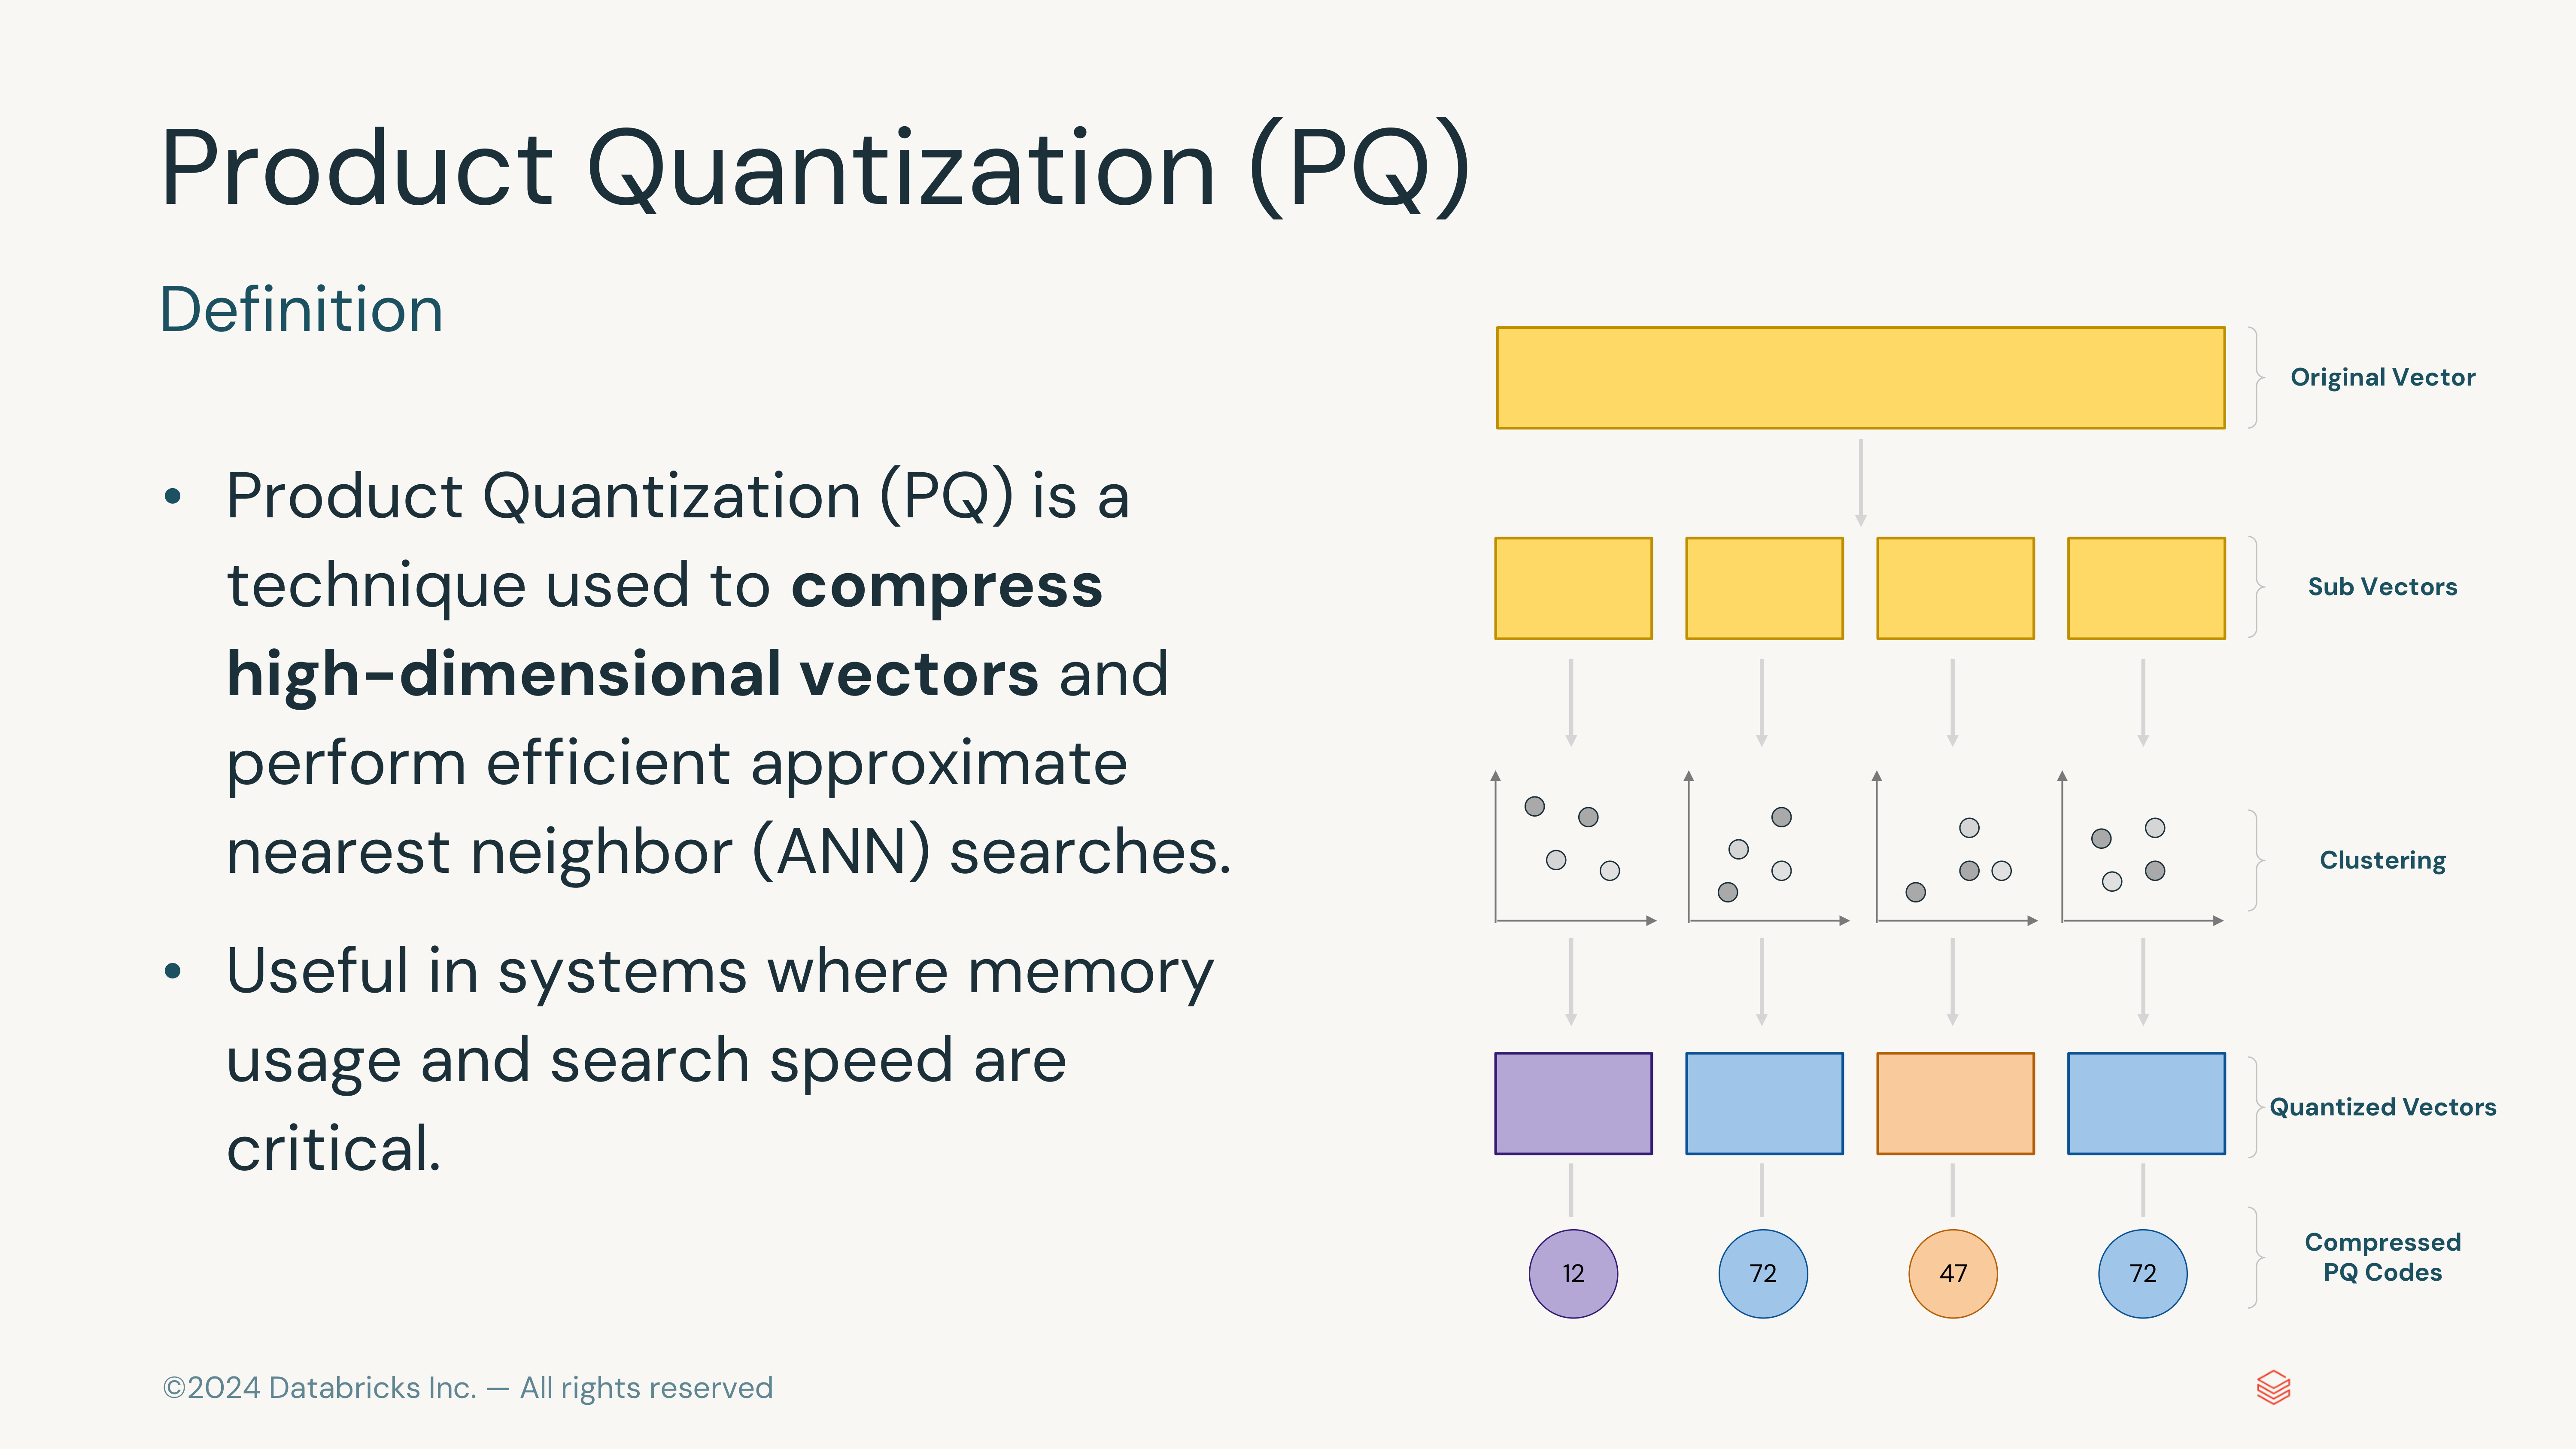 Product Quantization (PQ)
Definition
• Product Quantization (PQ) is a
technique used to compress
high-dimensional vectors and
perform efficient approximate
nearest neighbor (ANN) searches.
• Useful in systems where memory
usage and search speed are
critical.
Original Vector
Sub Vectors
Clustering
Quantized Vectors
12 72 47 72
Compressed
PQ Codes
©2024 Databricks Inc. — All rights reserved